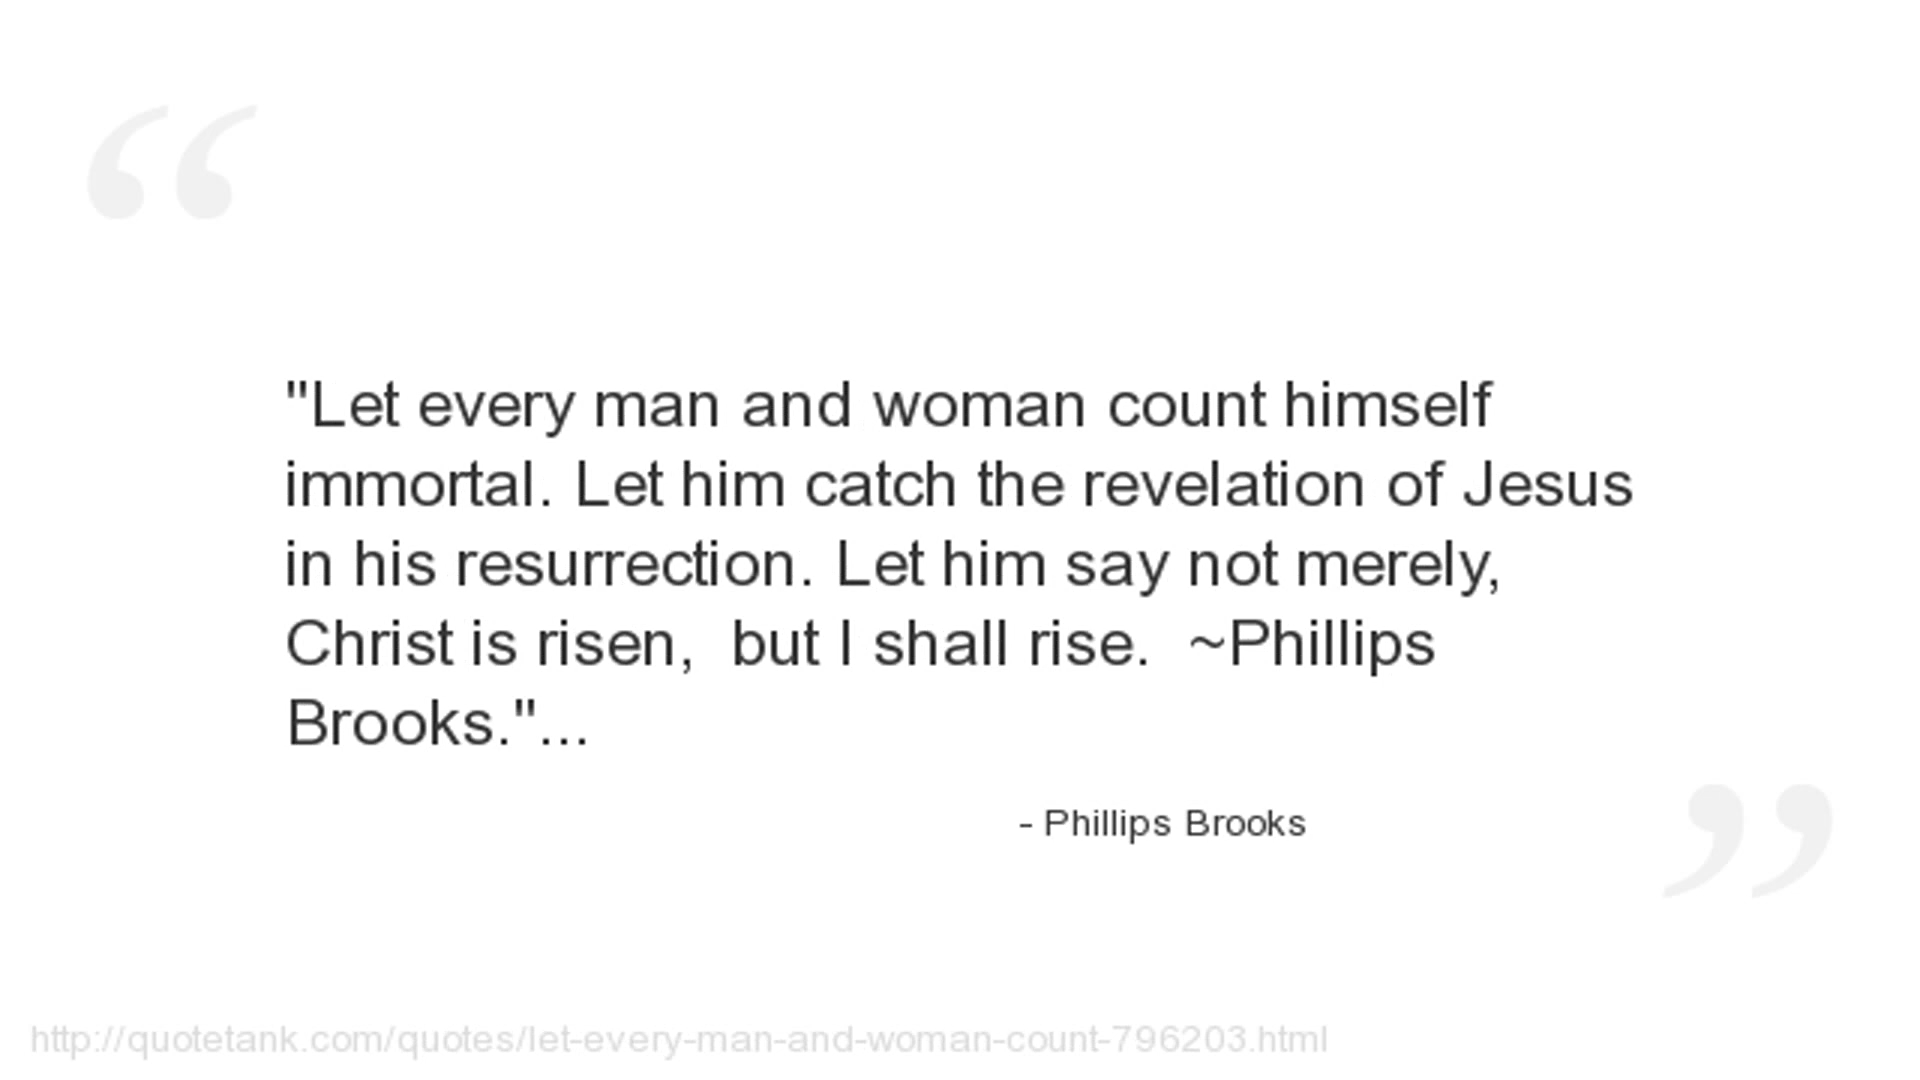 "Let every man and woman count himself
immortal. Let him catch the revelation of Jesus
in his resurrection. Let him say not merely,
Christ is risen,  but I shall rise.  ~Phillips
Brooks."...
- Phillips Brooks
http://quotetank.com/quotes/let-every-man-and-woman-count-796203.html